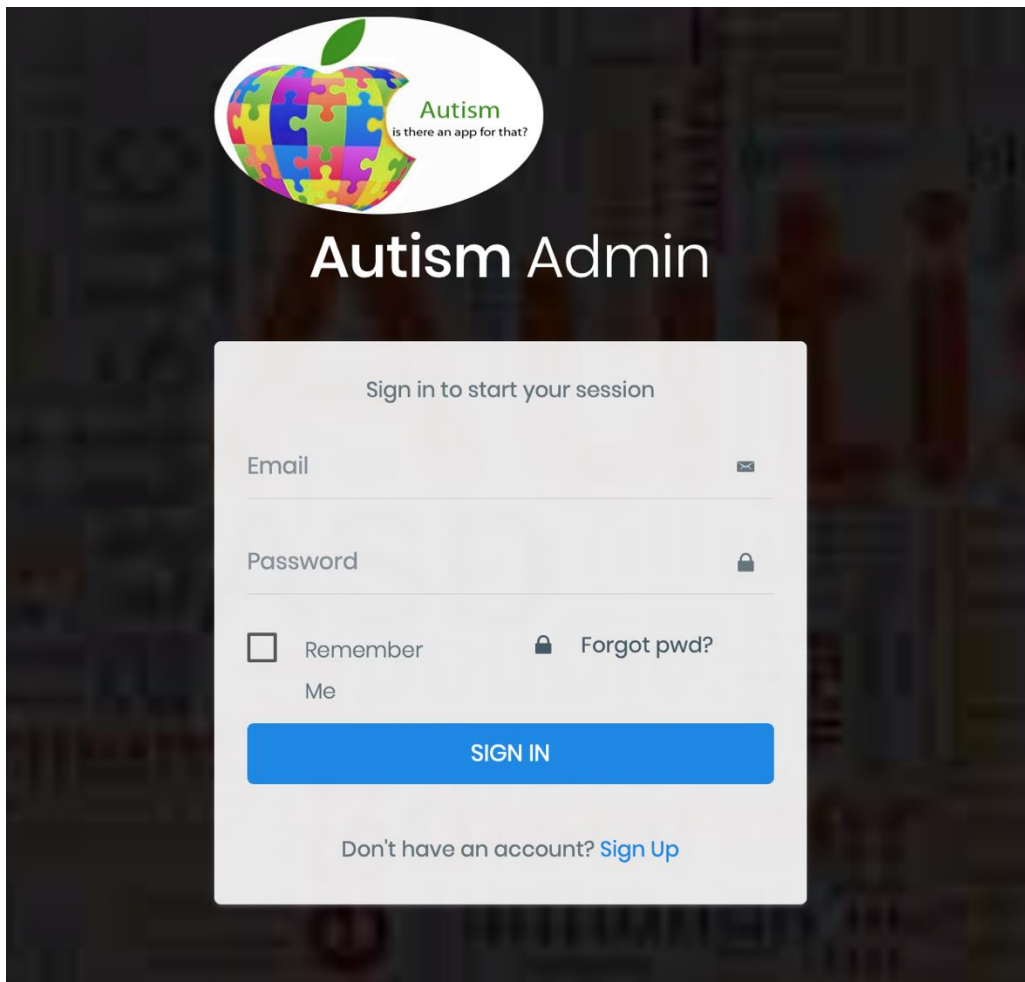 Autism
is there an app for that?
Autism Admin
Sign in to start your session
Email
Password
Remember
Me
Forgot pwd?
SIGN IN
Don't have an account? Sign Up